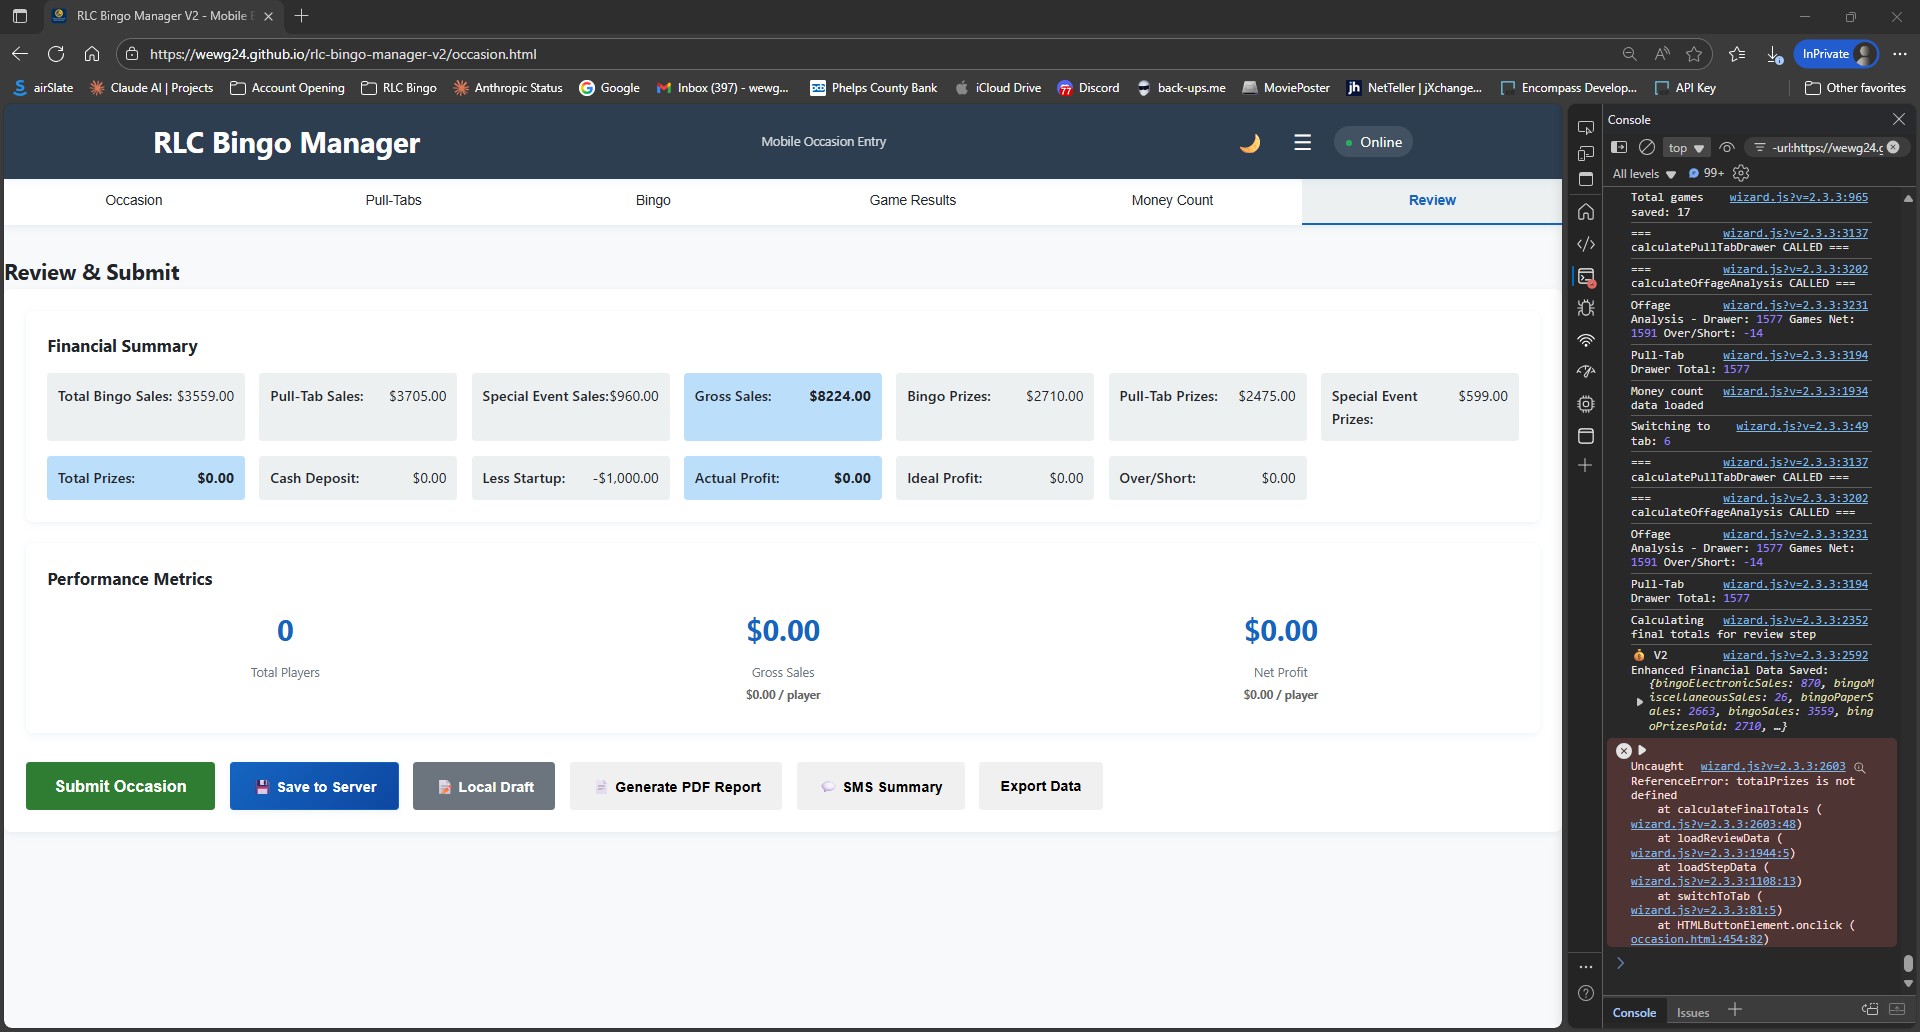 RLC Bingo Manager V2 - Mobile
https://wewg24.github.io/rlc-bingo-manager-v2/occasion.html
InPrivate
airSlate
Claude AI | Projects
Account Opening
RLC Bingo
Anthropic Status
Google
Inbox (397) - wewg...
Phelps County Bank
iCloud Drive
Discord
back-ups.me
MoviePoster
NetTeller | jXchange...
Encompass Develop...
API Key
Other favorites
RLC Bingo Manager
Mobile Occasion Entry
Online
Occasion
Pull-Tabs
Bingo
Game Results
Money Count
Review
Review & Submit
Financial Summary
Total Bingo Sales: $3559.00
Pull-Tab Sales: $3705.00
Special Event Sales:$960.00
Gross Sales: $8224.00
Bingo Prizes: $2710.00
Pull-Tab Prizes: $2475.00
Special Event $599.00
Prizes:
Total Prizes: $0.00
Cash Deposit: $0.00
Less Startup: -$1,000.00
Actual Profit: $0.00
Ideal Profit: $0.00
Over/Short: $0.00
Performance Metrics
0
Total Players
$0.00
Gross Sales
$0.00 / player
$0.00
Net Profit
$0.00 / player
Submit Occasion
Save to Server
Local Draft
Generate PDF Report
SMS Summary
Export Data
Console
top
-url:https://wewg24.g
All levels
99+
Total games wizard.js?v=2.3.3:965
saved: 17
=== wizard.js?v=2.3.3:3137
calculatePullTabDrawer CALLED ===
=== wizard.js?v=2.3.3:3202
calculateOffageAnalysis CALLED ===
Offage wizard.js?v=2.3.3:3231
Analysis - Drawer: 1577 Games Net:
1591 Over/Short: -14
Pull-Tab wizard.js?v=2.3.3:3194
Drawer Total: 1577
Money count wizard.js?v=2.3.3:1934
data loaded
Switching to wizard.js?v=2.3.3:49
tab: 6
=== wizard.js?v=2.3.3:3137
calculatePullTabDrawer CALLED ===
=== wizard.js?v=2.3.3:3202
calculateOffageAnalysis CALLED ===
Offage wizard.js?v=2.3.3:3231
Analysis - Drawer: 1577 Games Net:
1591 Over/Short: -14
Pull-Tab wizard.js?v=2.3.3:3194
Drawer Total: 1577
Calculating wizard.js?v=2.3.3:2352
final totals for review step
V2 wizard.js?v=2.3.3:2592
Enhanced Financial Data Saved:
{bingoElectronicSales: 870, bingoM
iscellaneousSales: 26, bingoPaperS
ales: 2663, bingoSales: 3559, bing
oPrizesPaid: 2710, …}
Uncaught wizard.js?v=2.3.3:2603
ReferenceError: totalPrizes is not
defined
at calculateFinalTotals (
wizard.js?v=2.3.3:2603:48)
at loadReviewData (
wizard.js?v=2.3.3:1944:5)
at loadStepData (
wizard.js?v=2.3.3:1108:13)
at switchToTab (
wizard.js?v=2.3.3:81:5)
at HTMLButtonElement.onclick (
occasion.html:454:82)
Console
Issues